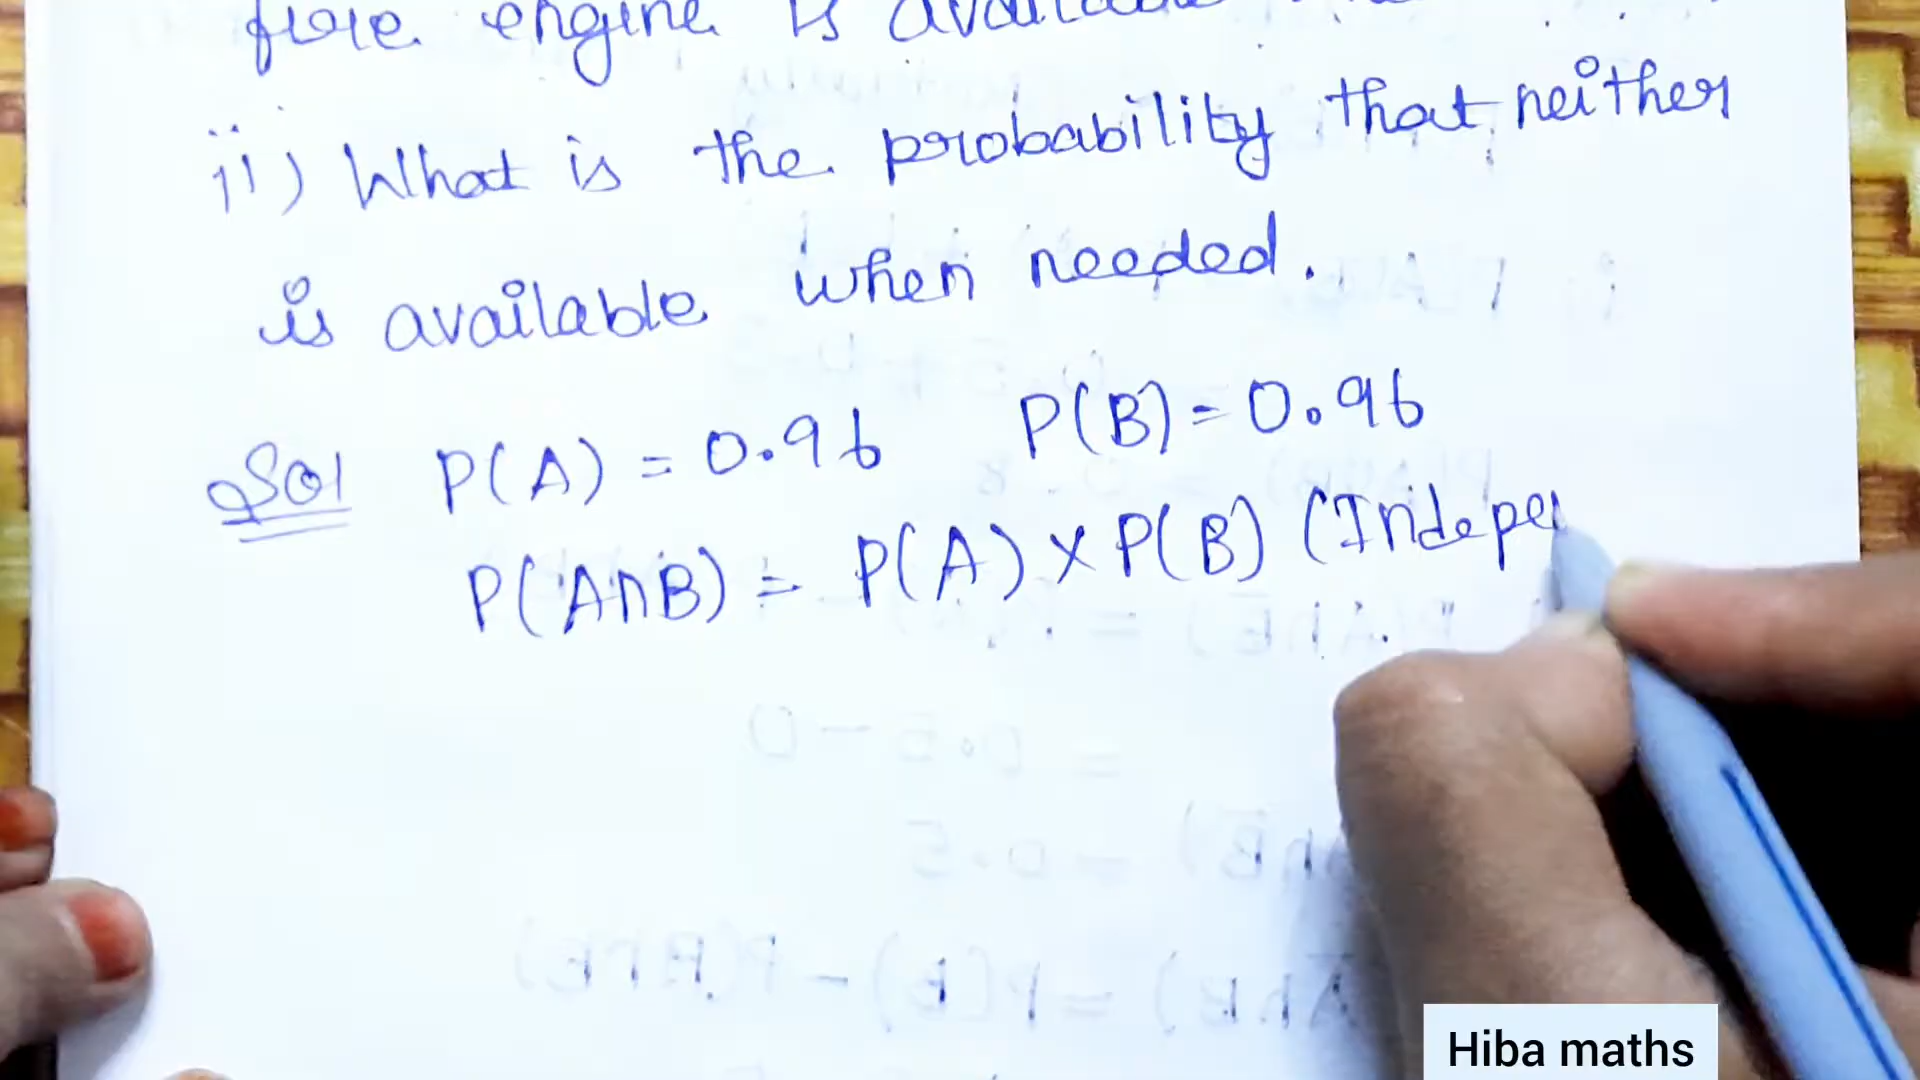 fire engine is available
ii) What is the probability that neither
is available when needed.
Sol P(A) = 0.96 P(B) = 0.96
P(A∩B) = P(A) × P(B) (Indepe
Hiba maths